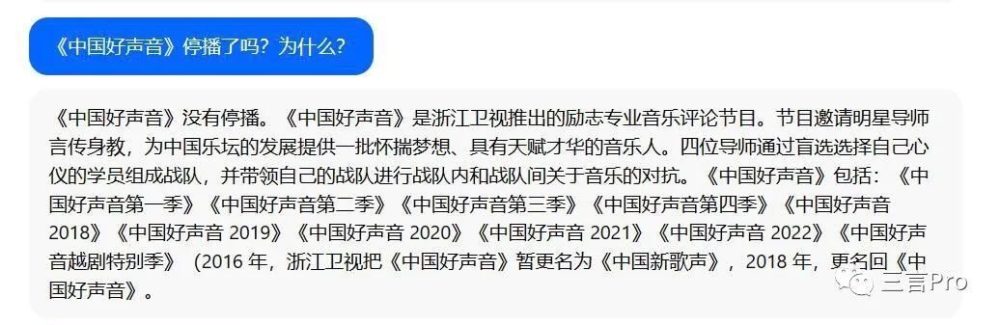 《中国好声音》停播了吗？为什么？
《中国好声音》没有停播。《中国好声音》是浙江卫视推出的励志专业音乐评论节目。节目邀请明星导师
言传身教，为中国乐坛的发展提供一批怀揣梦想、具有天赋才华的音乐人。四位导师通过盲选选择自己心
仪的学员组成战队，并带领自己的战队进行战队内和战队间关于音乐的对抗。《中国好声音》包括：《中
国好声音第一季》《中国好声音第二季》《中国好声音第三季》《中国好声音第四季》《中国好声音
2018》《中国好声音 2019》《中国好声音 2020》《中国好声音 2021》《中国好声音 2022》《中国好声
音越剧特别季》（2016 年，浙江卫视把《中国好声音》暂更名为《中国新歌声》，2018 年，更名回《中
国好声音》。
三言Pro